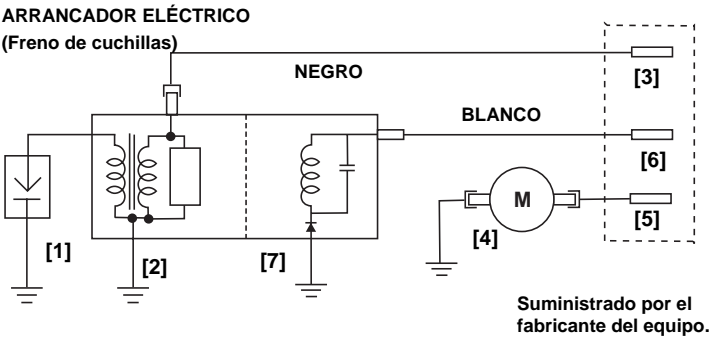 ARRANCADOR ELÉCTRICO
(Freno de cuchillas)
NEGRO
[3]
BLANCO
[6]
M
[5]
[1]
[2]
[7]
[4]
Suministrado por el
fabricante del equipo.